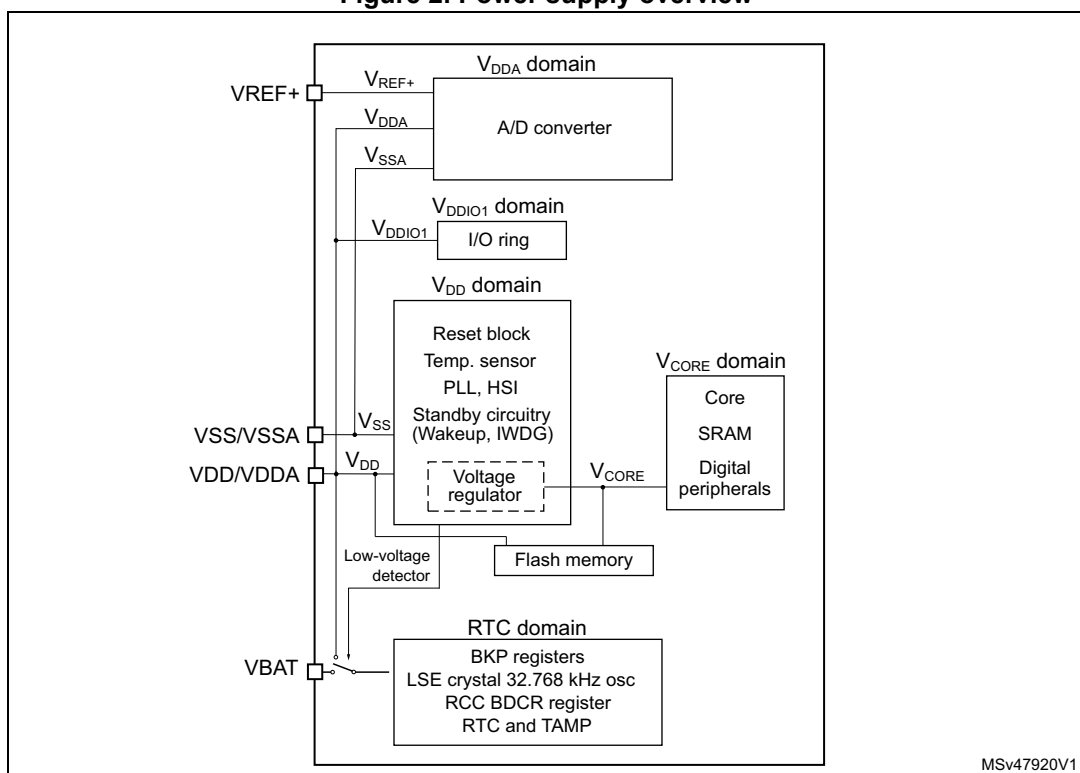 Figure 2. Power supply overview
VDDA domain
VREF+
VREF+
VDDA
A/D converter
VSSA
VDDIO1 domain
VDDIO1
I/O ring
VDD domain
Reset block
Temp. sensor
PLL, HSI
Standby circuitry
(Wakeup, IWDG)
Voltage
regulator
VCORE domain
Core
SRAM
Digital
peripherals
VSS/VSSA
VSS
VDD/VDDA
VDD
VCORE
Low-voltage
detector
Flash memory
RTC domain
VBAT
BKP registers
LSE crystal 32.768 kHz osc
RCC BDCR register
RTC and TAMP
MSv47920V1